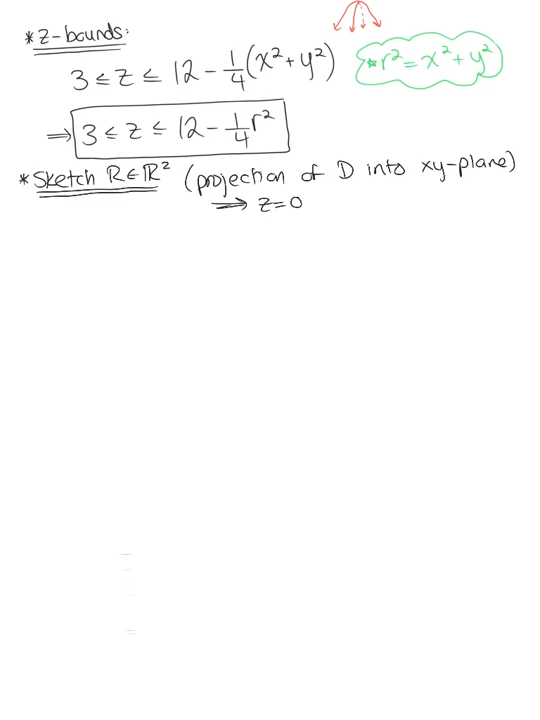 *z-bounds:
3 ≤ z ≤ 12 - 1/4(x² + y²)
*r² = x² + y²
⟹ 3 ≤ z ≤ 12 - 1/4 r²
*Sketch R∈ℝ² (projection of D into xy-plane)
⟹ z=0